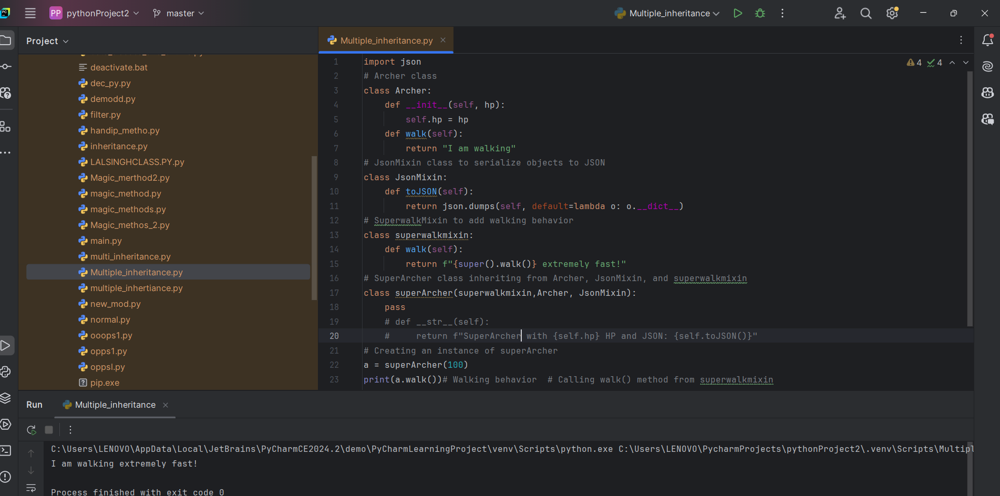 PC
PP pythonProject2
master
Multiple_inheritance
Project
Multiple_inheritance.py
deactivate.bat
dec_py.py
demodd.py
filter.py
handip_metho.py
inheritance.py
LALSINGHCLASS.PY.py
Magic_merthod2.py
magic_method.py
magic_methods.py
Magic_methos_2.py
main.py
multi_inheritance.py
Multiple_inheritance.py
multiple_inhertiance.py
new_mod.py
normal.py
ooops1.py
opps1.py
oppsl.py
pip.exe
4 4
1 import json
2 # Archer class
3 class Archer:
4     def __init__(self, hp):
5         self.hp = hp
6     def walk(self):
7         return "I am walking"
8 # JsonMixin class to serialize objects to JSON
9 class JsonMixin:
10     def toJSON(self):
11         return json.dumps(self, default=lambda o: o.__dict__)
12 # SuperwalkMixin to add walking behavior
13 class superwalkmixin:
14     def walk(self):
15         return f"{super().walk()} extremely fast!"
16 # SuperArcher class inheriting from Archer, JsonMixin, and superwalkmixin
17 class superArcher(superwalkmixin,Archer, JsonMixin):
18     pass
19     # def __str__(self):
20     #     return f"SuperArcher with {self.hp} HP and JSON: {self.toJSON()}"
21 # Creating an instance of superArcher
22 a = superArcher(100)
23 print(a.walk())# Walking behavior  # Calling walk() method from superwalkmixin
Run
Multiple_inheritance
C:\Users\LENOVO\AppData\Local\JetBrains\PyCharmCE2024.2\demo\PyCharmLearningProject\venv\Scripts\python.exe C:\Users\LENOVO\PycharmProjects\pythonProject2\.venv\Scripts\Multipl
I am walking extremely fast!
Process finished with exit code 0